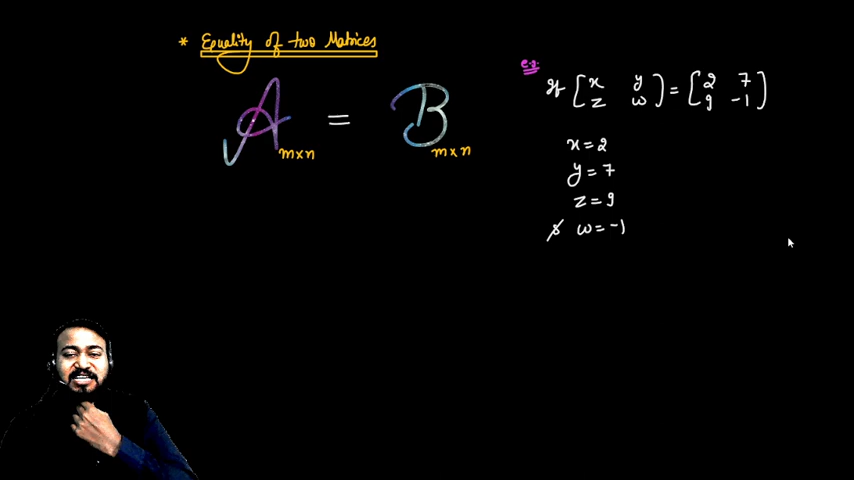 * Equality of two Matrices
A m×n = B m×n
e.g.
If [ x y ] = [ 2 7 ]
z w 9 -1
x = 2
y = 7
z = 9
w = -1